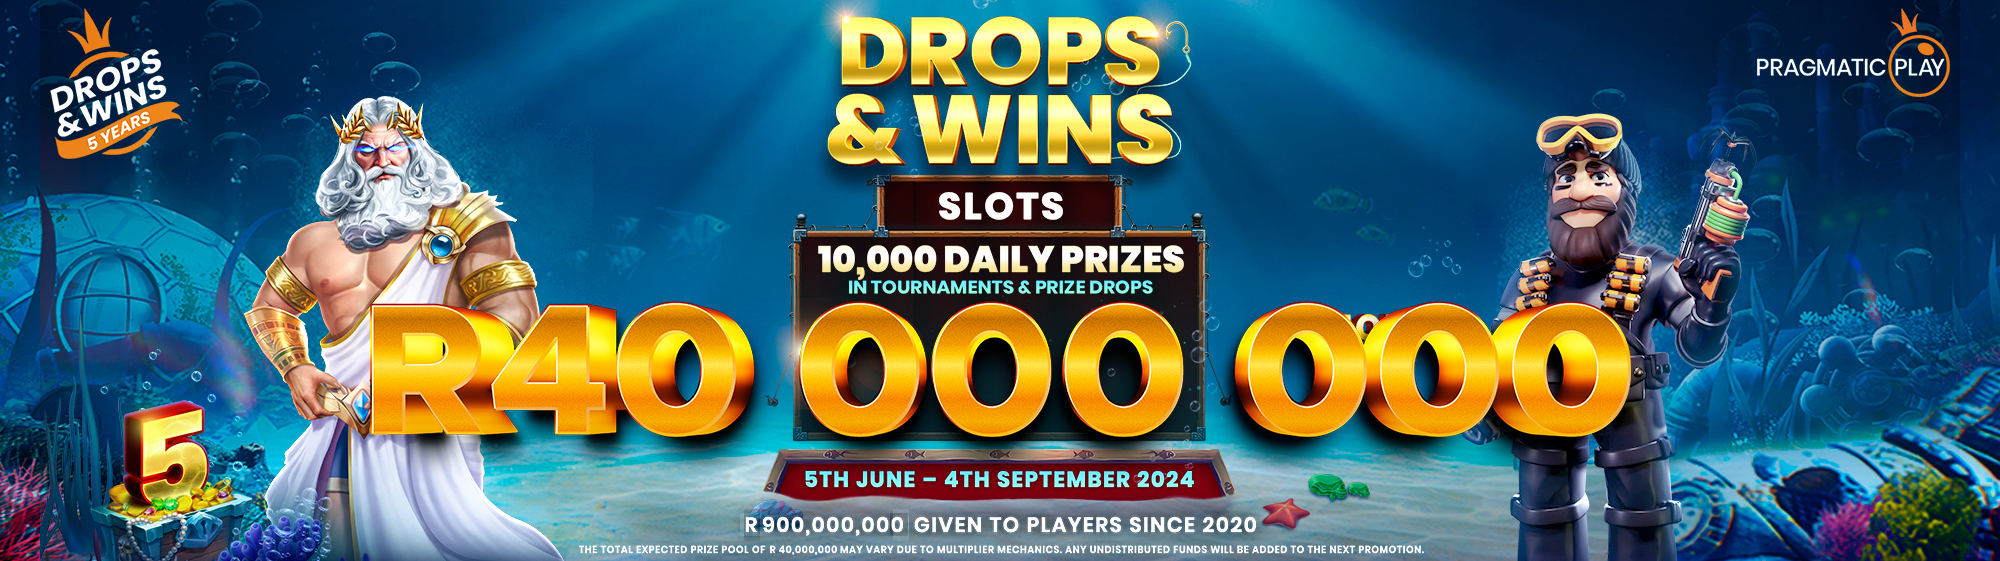 DROPS
& WINS
5 YEARS
DROPS
& WINS
PRAGMATIC PLAY
SLOTS
10,000 DAILY PRIZES
IN TOURNAMENTS & PRIZE DROPS
R40 000 000
5
5TH JUNE – 4TH SEPTEMBER 2024
R 900,000,000 GIVEN TO PLAYERS SINCE 2020
THE TOTAL EXPECTED PRIZE POOL OF R 40,000,000 MAY VARY DUE TO MULTIPLIER MECHANICS. ANY UNDISTRIBUTED FUNDS WILL BE ADDED TO THE NEXT PROMOTION.